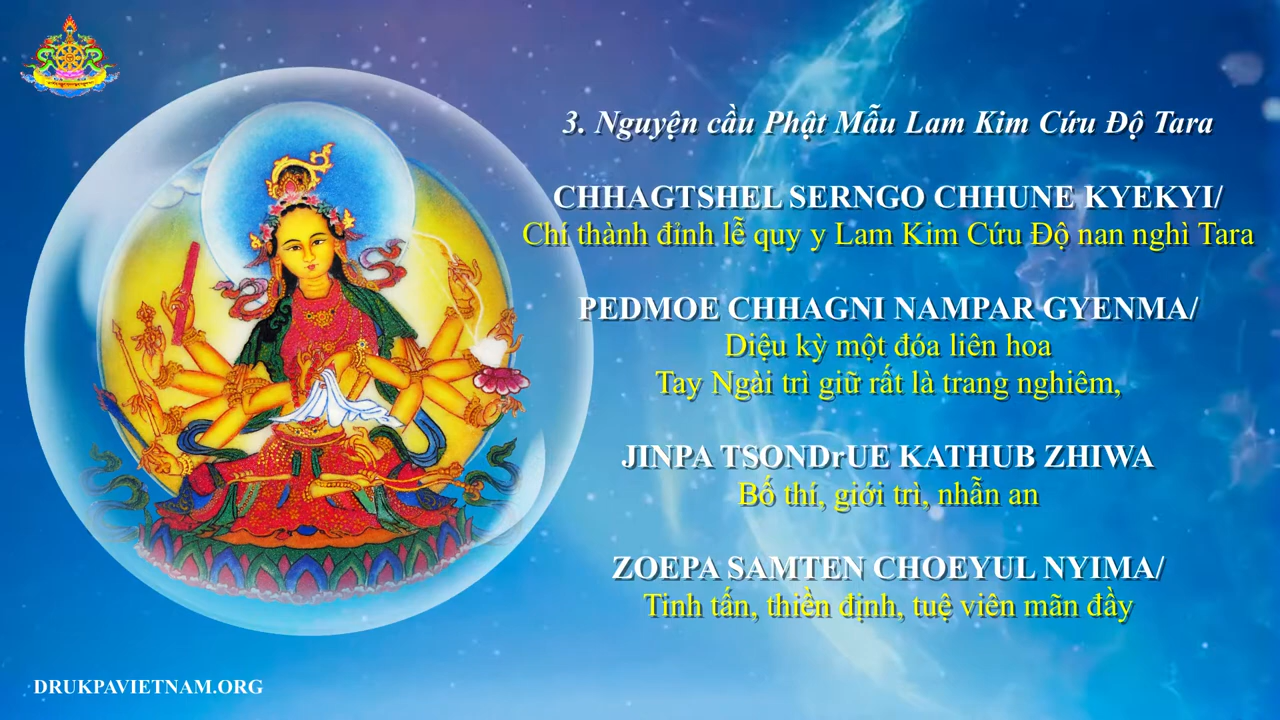 3. Nguyện cầu Phật Mẫu Lam Kim Cứu Độ Tara
CHHAGTSHEL SERNGO CHHUNE KYEKYI/
Chí thành đỉnh lễ quy y Lam Kim Cứu Độ nan nghì Tara
PEDMOE CHHAGNI NAMPAR GYENMA/
Diệu kỳ một đóa liên hoa
Tay Ngài trì giữ rất là trang nghiêm,
JINPA TSONDrUE KATHUB ZHIWA
Bố thí, giới trì, nhẫn an
ZOEPA SAMTEN CHOEYUL NYIMA/
Tinh tấn, thiền định, tuệ viên mãn đầy
DRUKPAVIETNAM.ORG